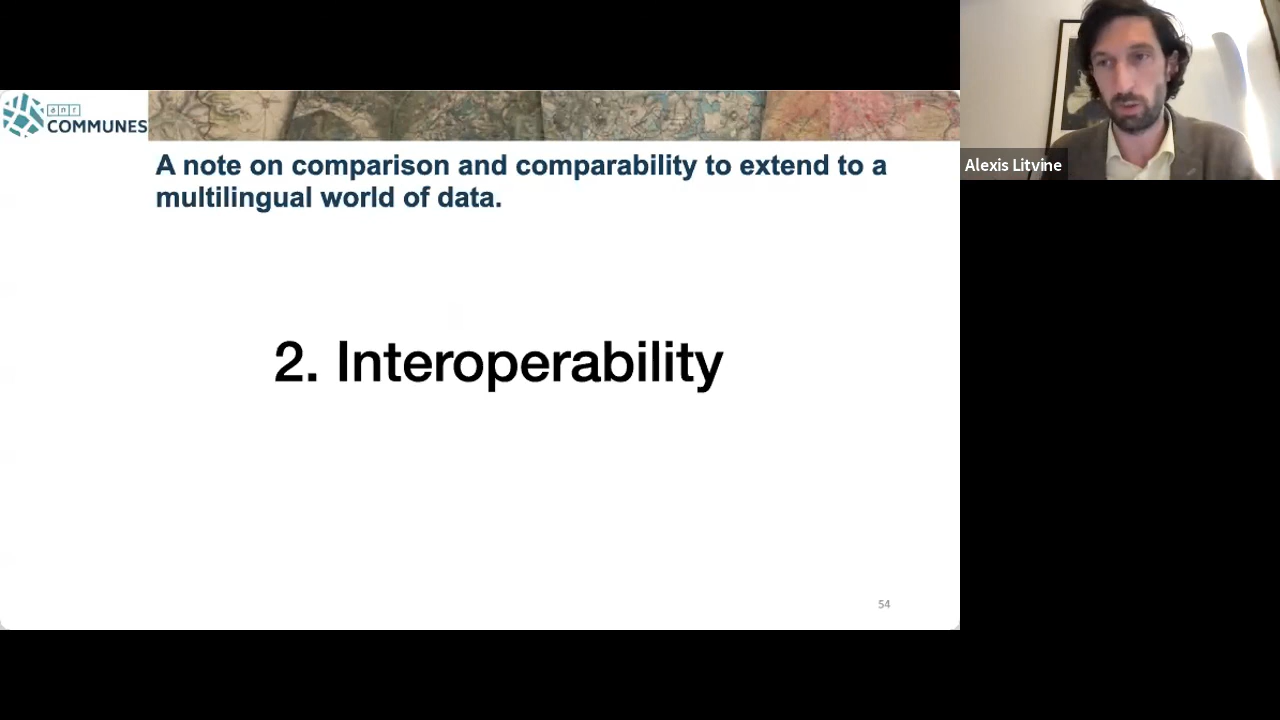 anr
COMMUNES
A note on comparison and comparability to extend to a
multilingual world of data.
2. Interoperability
54
Alexis Litvine